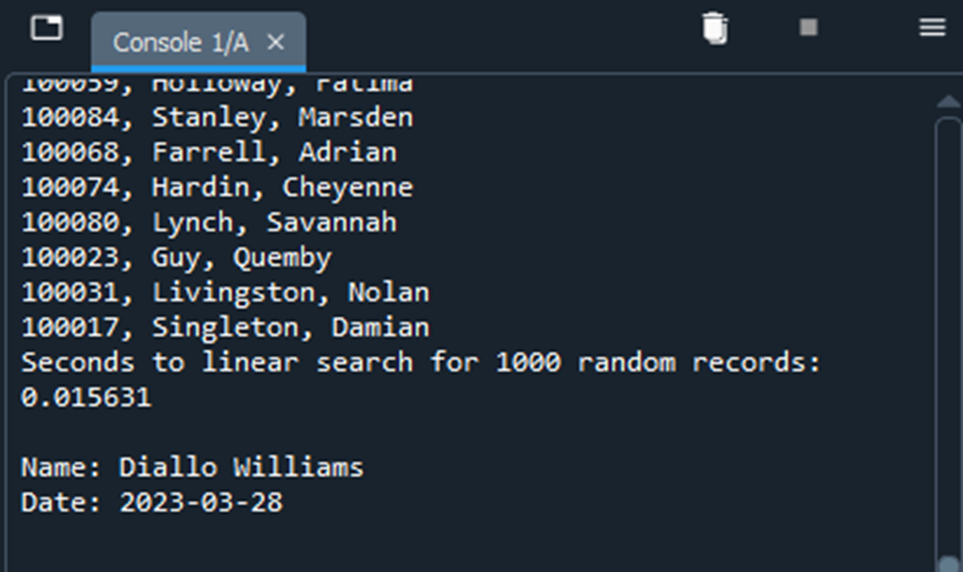 Console 1/A
100059, Holloway, Fatima
100084, Stanley, Marsden
100068, Farrell, Adrian
100074, Hardin, Cheyenne
100080, Lynch, Savannah
100023, Guy, Quemby
100031, Livingston, Nolan
100017, Singleton, Damian
Seconds to linear search for 1000 random records:
0.015631
Name: Diallo Williams
Date: 2023-03-28